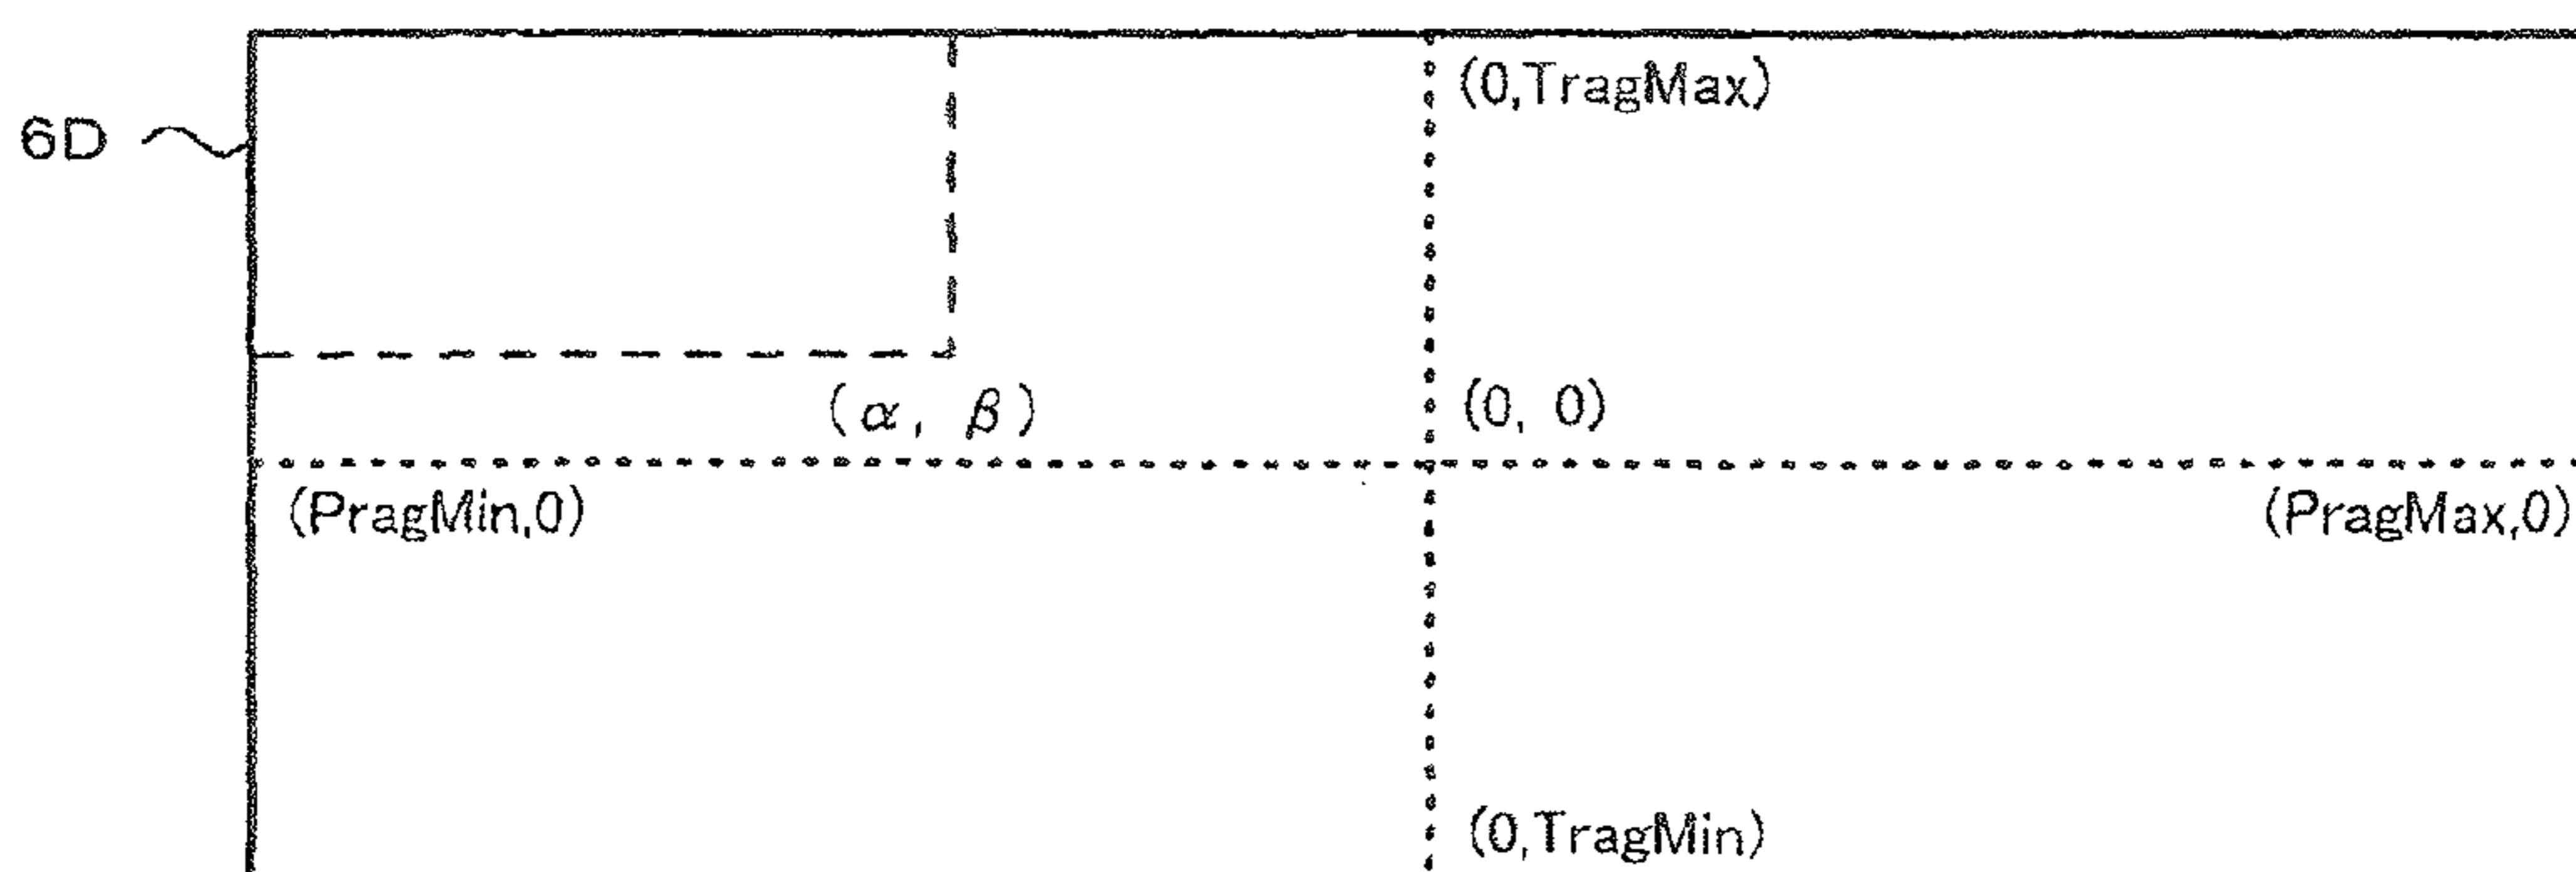 (0,TragMax)
6D
(α, β)
(0, 0)
(PragMin,0)
(PragMax,0)
(0,TragMin)